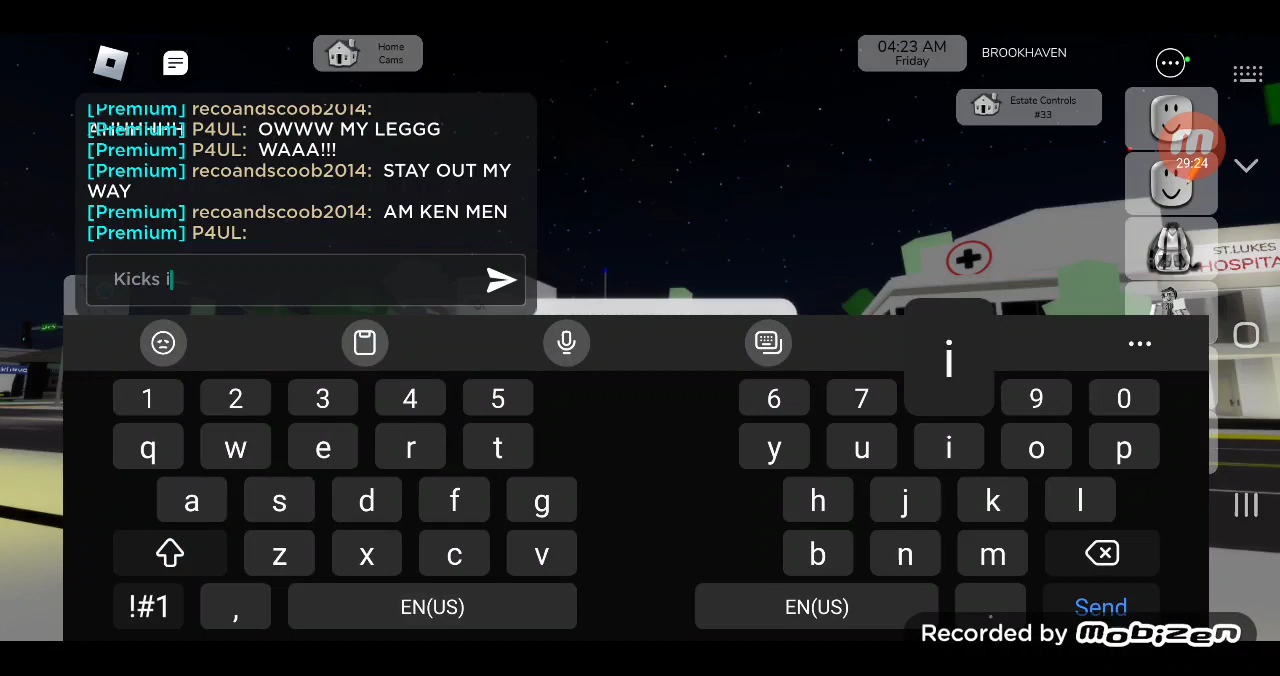 Home
Cams
04:23 AM
Friday
BROOKHAVEN
Estate Controls
#33
29:24
[Premium] recoandscoob2014:
[Premium] P4UL: OWWW MY LEGGG
[Premium] P4UL: WAAA!!!
[Premium] recoandscoob2014: STAY OUT MY
WAY
[Premium] recoandscoob2014: AM KEN MEN
[Premium] P4UL:
Kicks i
ST.LUKES
HOSPITA
i
1 2 3 4 5 6 7 9 0
q w e r t y u i o p
a s d f g h j k l
z x c v b n m
!#1 , EN(US) EN(US) . Send
Recorded by mobizen